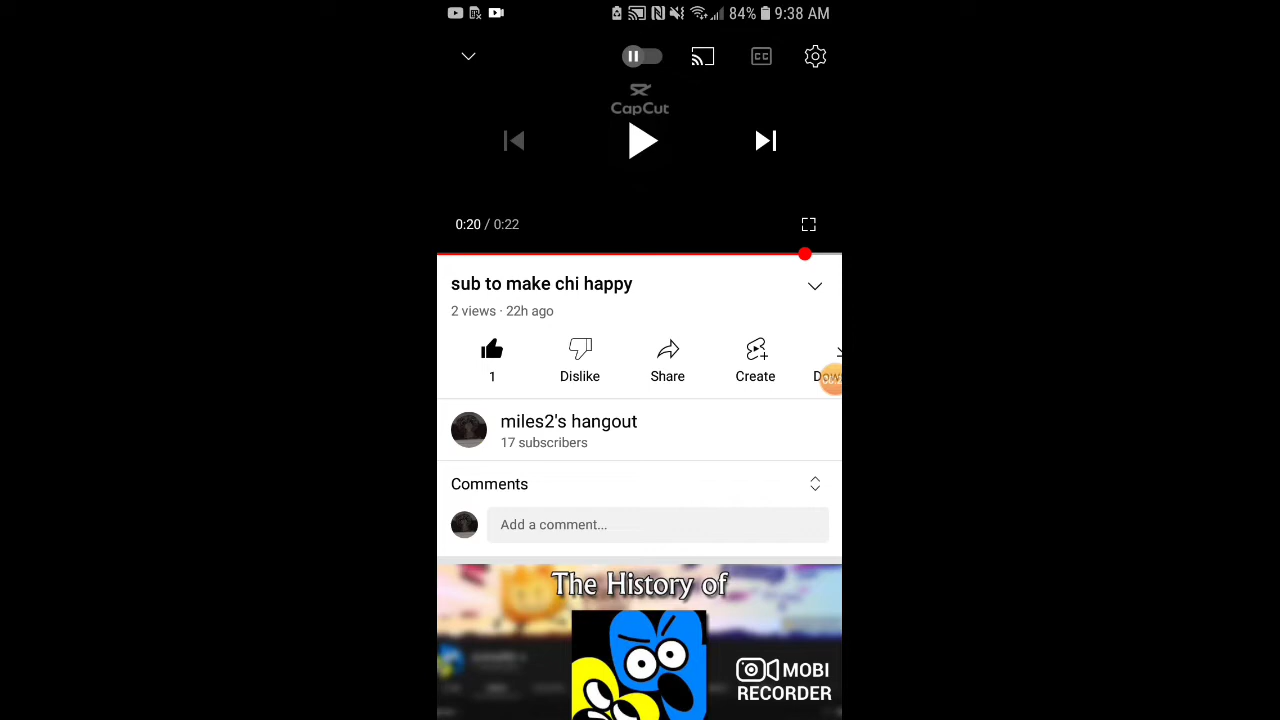 84% 9:38 AM
CC
CapCut
0:20 / 0:22
sub to make chi happy
2 views · 22h ago
1
Dislike
Share
Create
miles2's hangout
17 subscribers
Comments
Add a comment...
The History of
MOBI
RECORDER